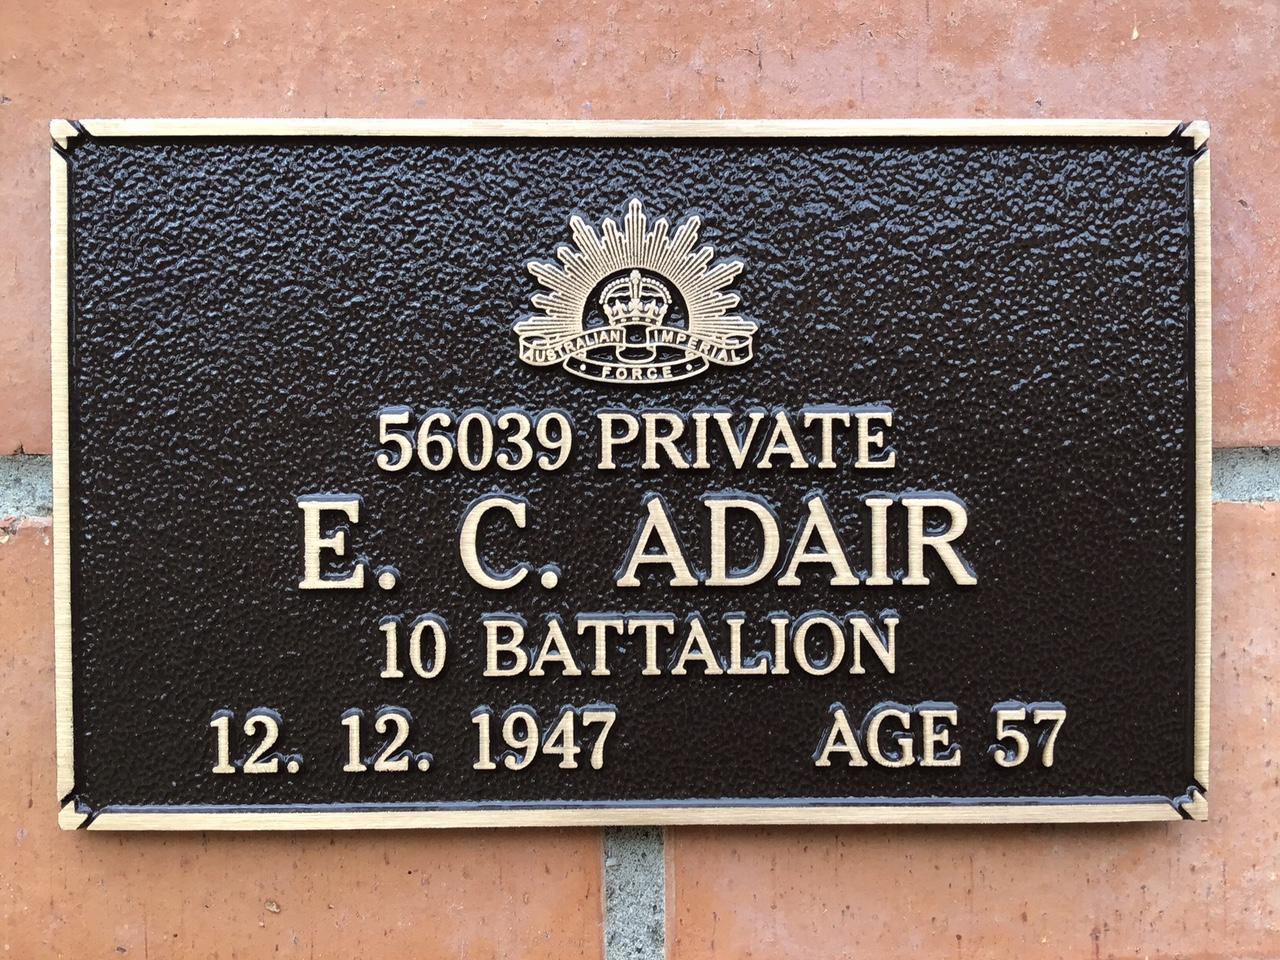 AUSTRALIAN IMPERIAL
FORCE
56039 PRIVATE
E. C. ADAIR
10 BATTALION
12. 12. 1947 AGE 57